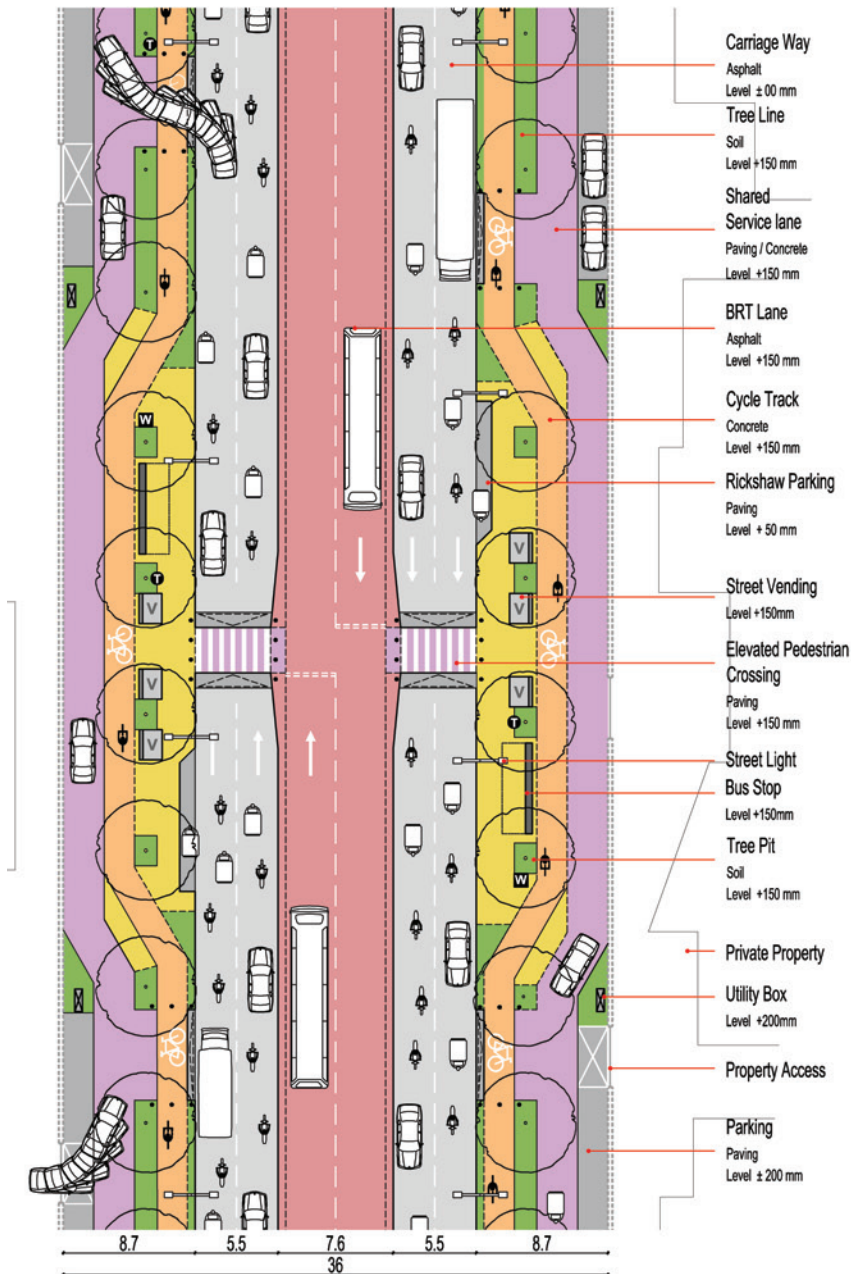 Carriage Way
Asphalt
Level ± 00 mm
Tree Line
Soil
Level +150 mm
Shared
Service lane
Paving / Concrete
Level +150 mm
BRT Lane
Asphalt
Level +150 mm
Cycle Track
Concrete
Level +150 mm
Rickshaw Parking
Paving
Level + 50 mm
Street Vending
Level +150mm
Elevated Pedestrian
Crossing
Paving
Level +150 mm
Street Light
Bus Stop
Level +150mm
Tree Pit
Soil
Level +150 mm
Private Property
Utility Box
Level +200mm
Property Access
Parking
Paving
Level ± 200 mm
T
W
T
V
V
V
V
V
V
V
T
W
8.7 5.5 7.6 5.5 8.7
36